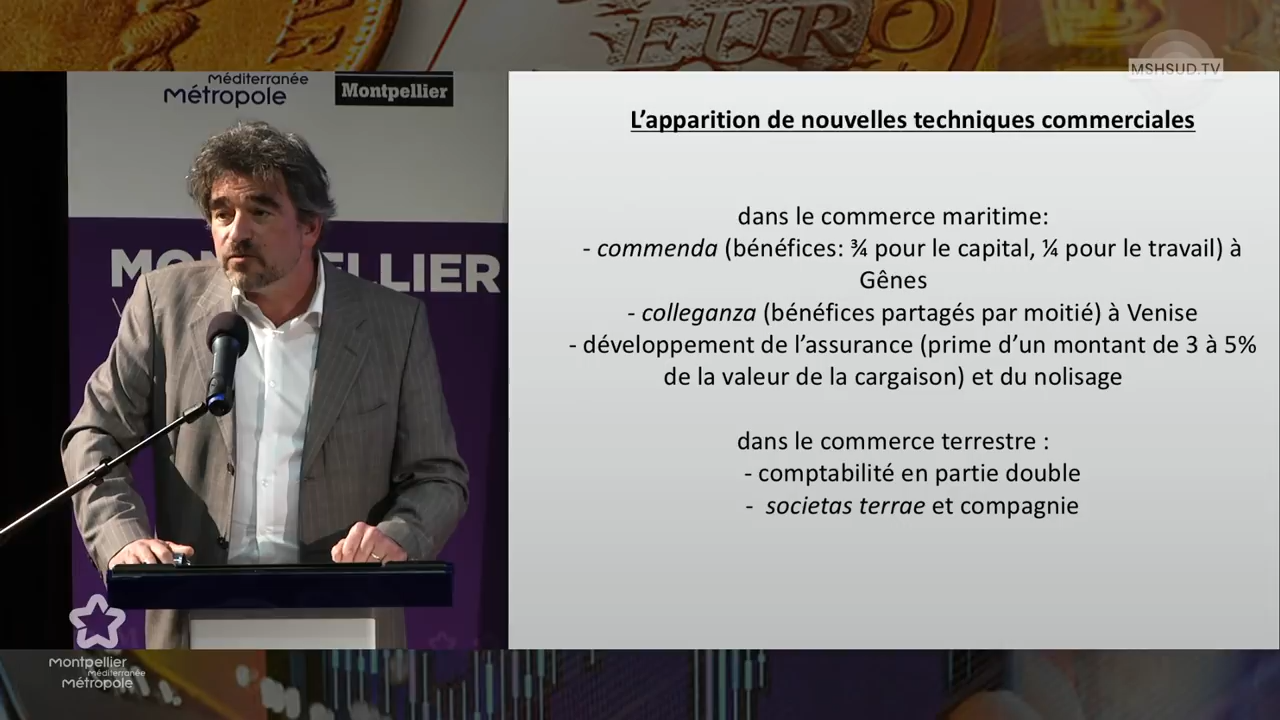 EURO
MSHSUD.TV
méditerranée
Métropole
Montpellier
L’apparition de nouvelles techniques commerciales
dans le commerce maritime:
- commenda (bénéfices: ¾ pour le capital, ¼ pour le travail) à
Gênes
- colleganza (bénéfices partagés par moitié) à Venise
- développement de l’assurance (prime d’un montant de 3 à 5%
de la valeur de la cargaison) et du nolisage
dans le commerce terrestre :
- comptabilité en partie double
- societas terrae et compagnie
montpellier
méditerranée
métropole